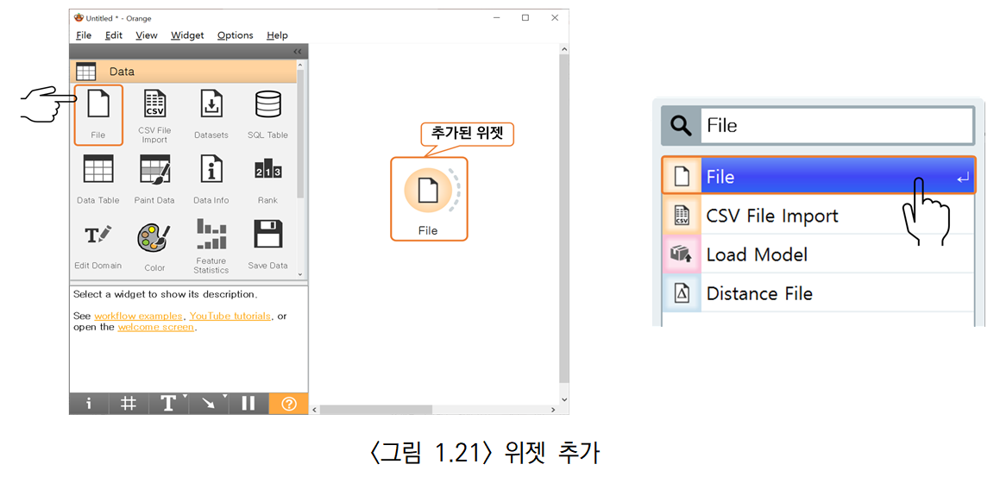 Untitled * - Orange
File Edit View Widget Options Help
Data
File
CSV
CSV File
Import
Datasets
SQL Table
Data Table
Paint Data
Data Info
213
Rank
Edit Domain
Color
Feature
Statistics
Save Data
Select a widget to show its description.
See workflow examples, YouTube tutorials, or
open the welcome screen.
추가된 위젯
File
File
File
CSV
CSV File Import
Load Model
Distance File
〈그림 1.21〉 위젯 추가